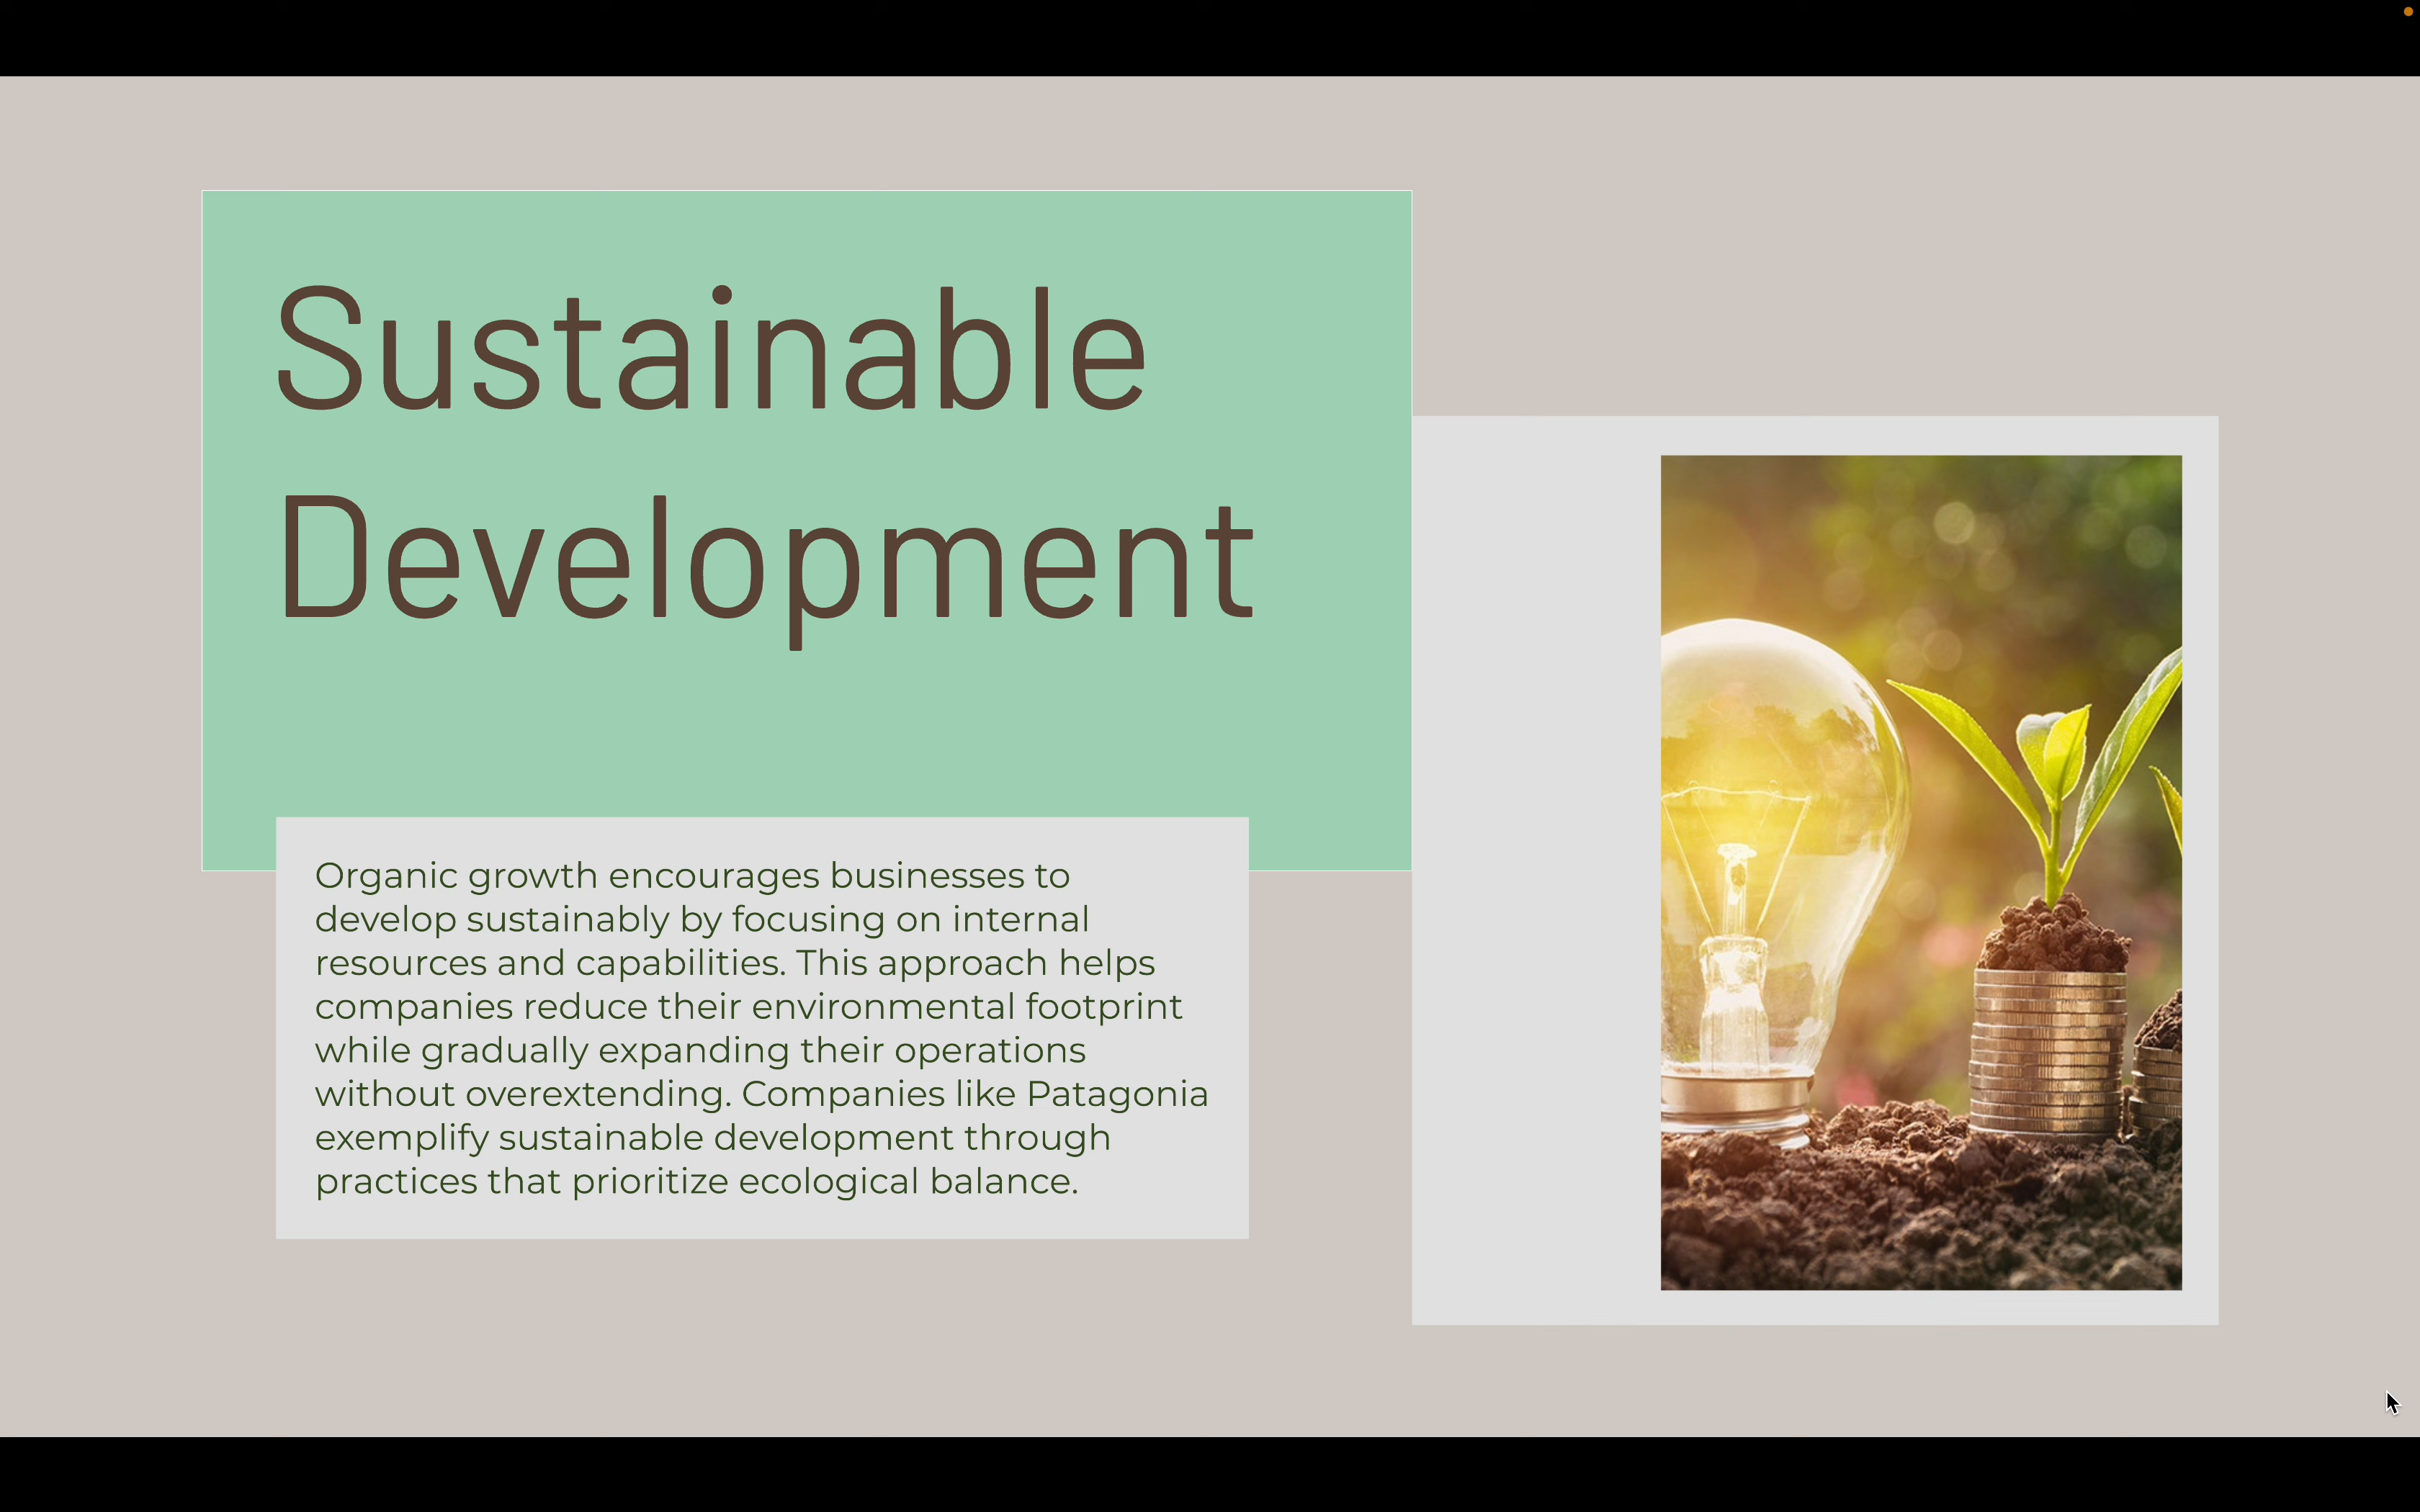 Sustainable
Development
Organic growth encourages businesses to
develop sustainably by focusing on internal
resources and capabilities. This approach helps
companies reduce their environmental footprint
while gradually expanding their operations
without overextending. Companies like Patagonia
exemplify sustainable development through
practices that prioritize ecological balance.